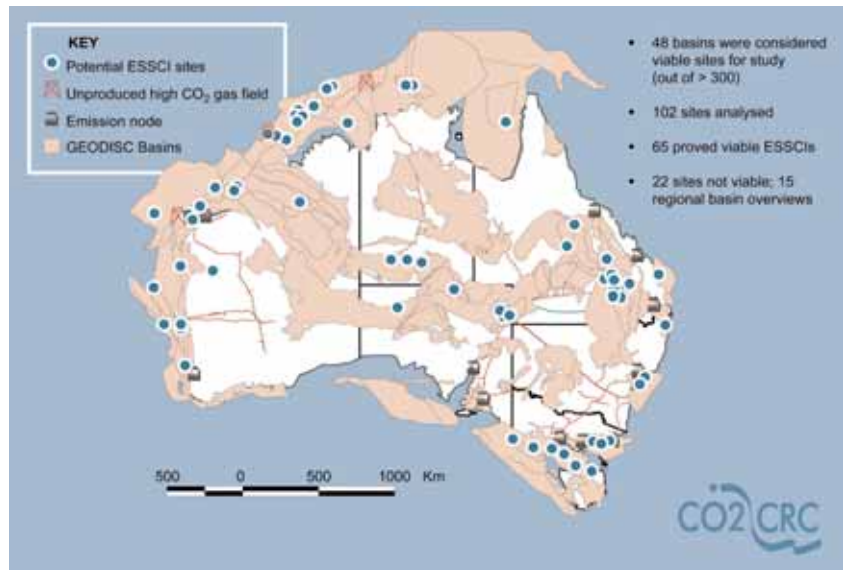 KEY
Potential ESSCI sites
Unproduced high CO₂ gas field
Emission node
GEODISC Basins
• 48 basins were considered
viable sites for study
(out of > 300)
• 102 sites analysed
• 65 proved viable ESSCIs
• 22 sites not viable; 15
regional basin overviews
500 0 500 1000 Km
CO2CRC